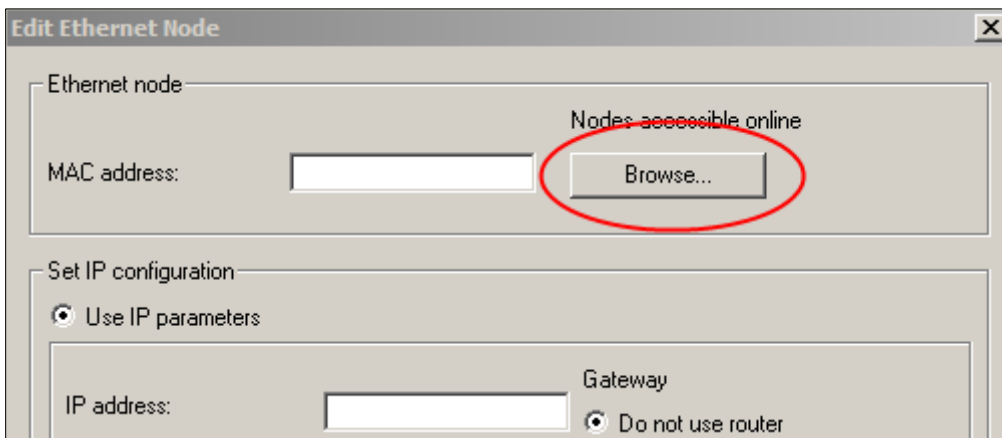 Edit Ethernet Node
Ethernet node
Nodes accessible online
MAC address:
Browse...
Set IP configuration
Use IP parameters
Gateway
IP address:
Do not use router